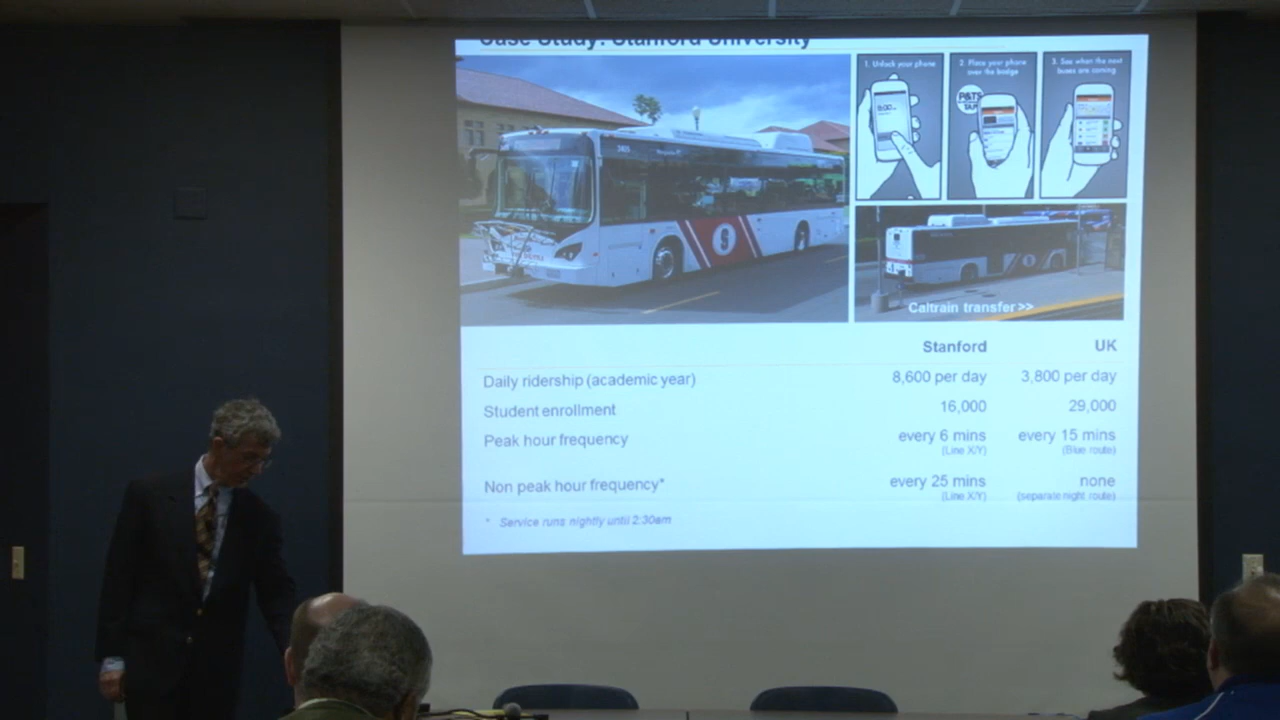 Case Study: Stanford University
1. Unlock your phone
2. Place your phone
over the badge
3. See what the next
buses are coming
P&TS
TAP
Caltrain transfer >>
Stanford UK
Daily ridership (academic year) 8,600 per day 3,800 per day
Student enrollment 16,000 29,000
Peak hour frequency every 6 mins every 15 mins
(Line X/Y) (Blue route)
Non peak hour frequency* every 25 mins none
(Line X/Y) (separate night route)
* Service runs nightly until 2:30am